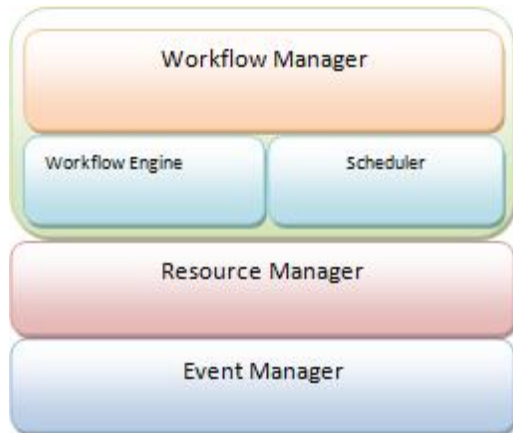 Workflow Manager
Workflow Engine
Scheduler
Resource Manager
Event Manager